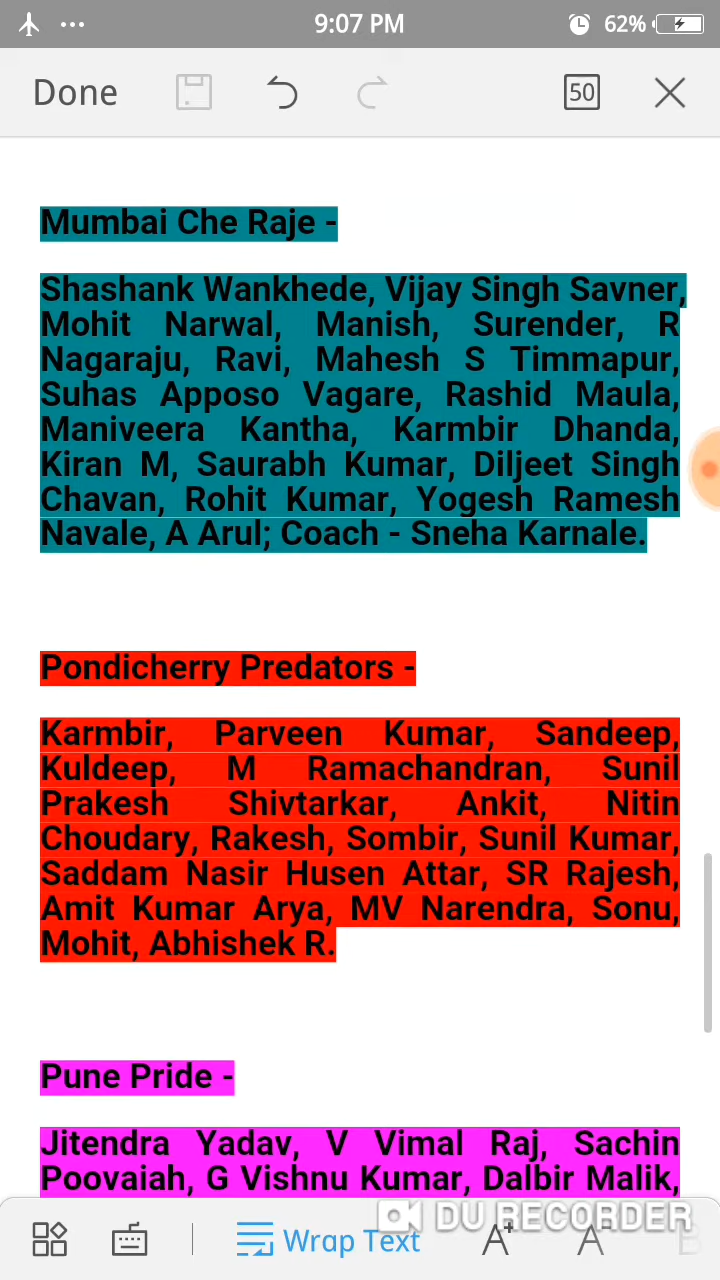 9:07 PM
62%
Done
50
Mumbai Che Raje -
Shashank Wankhede, Vijay Singh Savner,
Mohit Narwal, Manish, Surender, R
Nagaraju, Ravi, Mahesh S Timmapur,
Suhas Apposo Vagare, Rashid Maula,
Maniveera Kantha, Karmbir Dhanda,
Kiran M, Saurabh Kumar, Diljeet Singh
Chavan, Rohit Kumar, Yogesh Ramesh
Navale, A Arul; Coach - Sneha Karnale.
Pondicherry Predators -
Karmbir, Parveen Kumar, Sandeep,
Kuldeep, M Ramachandran, Sunil
Prakesh Shivtarkar, Ankit, Nitin
Choudary, Rakesh, Sombir, Sunil Kumar,
Saddam Nasir Husen Attar, SR Rajesh,
Amit Kumar Arya, MV Narendra, Sonu,
Mohit, Abhishek R.
Pune Pride -
Jitendra Yadav, V Vimal Raj, Sachin
Poovaiah, G Vishnu Kumar, Dalbir Malik,
DU RECORDER
Wrap Text A+ A- B